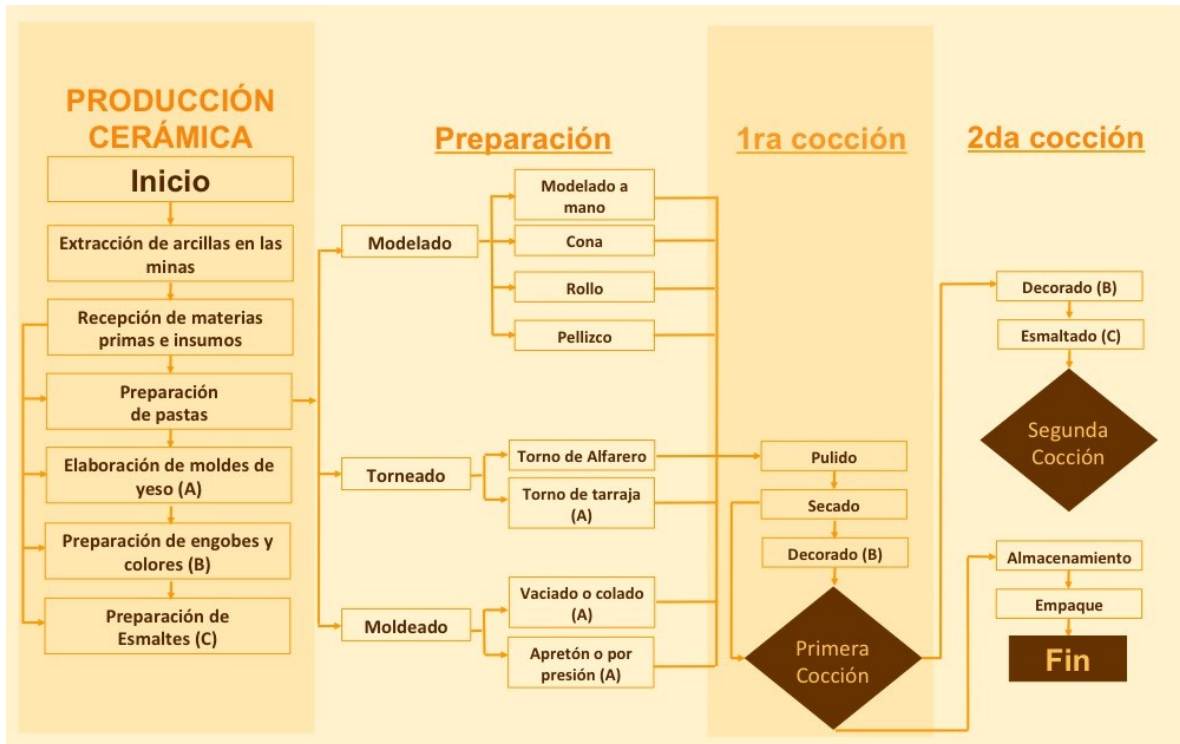 PRODUCCIÓN
CERÁMICA
Inicio
Extracción de arcillas en las
minas
Recepción de materias
primas e insumos
Preparación
de pastas
Elaboración de moldes de
yeso (A)
Preparación de engobes y
colores (B)
Preparación de
Esmaltes (C)
Preparación
Modelado
Modelado a
mano
Cona
Rollo
Pellizco
Torneado
Torno de Alfarero
Torno de tarraja
(A)
Moldeado
Vaciado o colado
(A)
Apretón o por
presión (A)
1ra cocción
Pulido
Secado
Decorado (B)
Primera
Cocción
2da cocción
Decorado (B)
Esmaltado (C)
Segunda
Cocción
Almacenamiento
Empaque
Fin